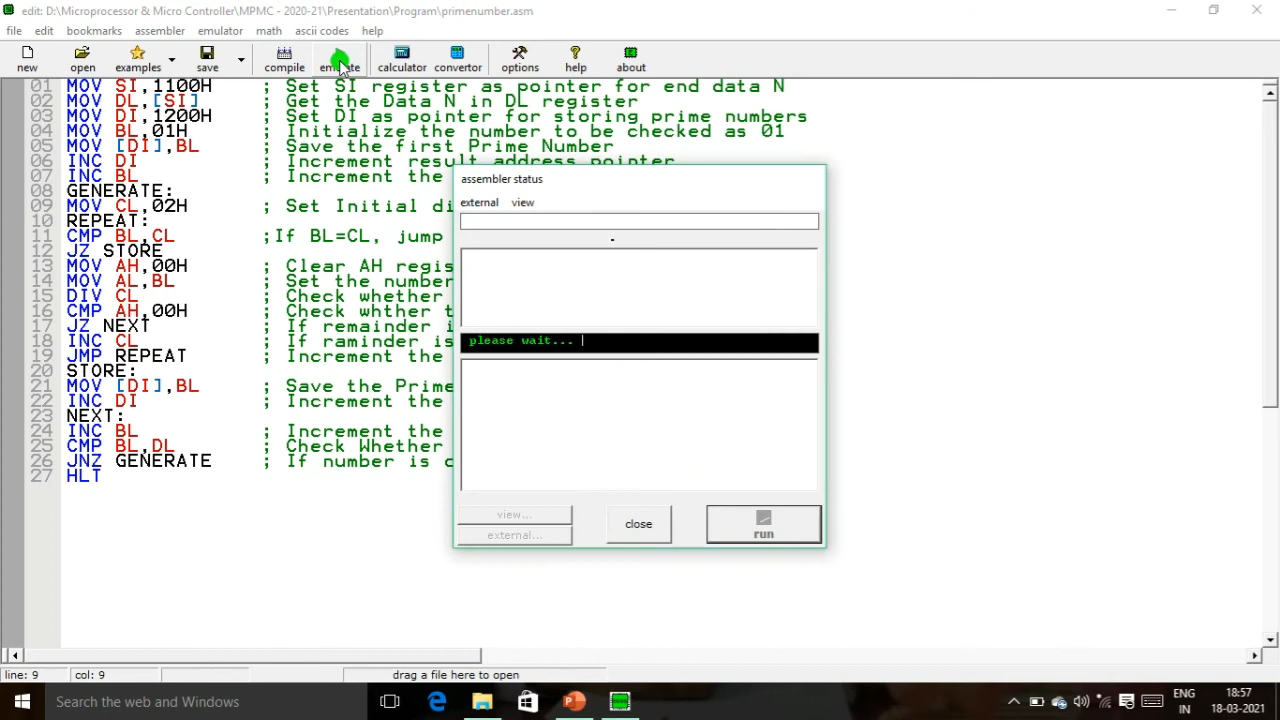 edit: D:\Microprocessor & Micro Controller\MPMC - 2020-21\Presentation\Program\primenumber.asm
file edit bookmarks assembler emulator math ascii codes help
new open examples save compile emulate calculator convertor options help about
01 MOV SI,1100H ; Set SI register as pointer for end data N
02 MOV DL,[SI] ; Get the Data N in DL register
03 MOV DI,1200H ; Set DI as pointer for storing prime numbers
04 MOV BL,01H ; Initialize the number to be checked as 01
05 MOV [DI],BL ; Save the first Prime Number
06 INC DI ; Increment result address pointer
07 INC BL ; Increment the
08 GENERATE:
09 MOV CL,02H ; Set Initial di
10 REPEAT:
11 CMP BL,CL ;If BL=CL, jump
12 JZ STORE
13 MOV AH,00H ; Clear AH regis
14 MOV AL,BL ; Set the number
15 DIV CL ; Check whether
16 CMP AH,00H ; Check whther t
17 JZ NEXT ; If remainder i
18 INC CL ; If raminder is
19 JMP REPEAT ; Increment the
20 STORE:
21 MOV [DI],BL ; Save the Prime
22 INC DI ; Increment the
23 NEXT:
24 INC BL ; Increment the
25 CMP BL,DL ; Check Whether
26 JNZ GENERATE ; If number is c
27 HLT
assembler status
external view
-
please wait...
view...
external...
close
run
line: 9 col: 9 drag a file here to open
Search the web and Windows
ENG
IN
18:57
18-03-2021